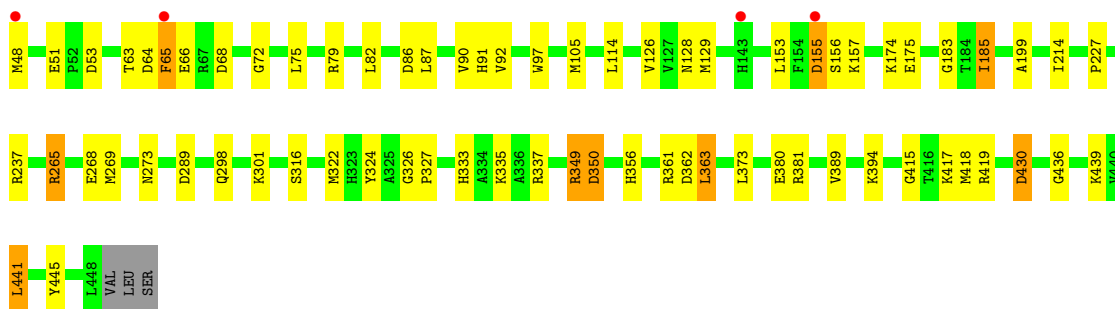 M48 E51 P52 D53 T63 D64 F65 E66 R67 D68 G72 L75 R79 L82 D86 L87 V90 H91 V92 W97 M105 L114 V126 V127 N128 M129 H143 L153 F154 D155 S156 K157 K174 E175 G183 T184 I185 A199 I214 P227
R237 R265 E268 M269 N273 D289 Q298 K301 S316 M322 H323 Y324 A325 G326 P327 H333 A334 K335 A336 R337 R349 D350 H356 R361 D362 L363 L373 E380 R381 V389 K394 G415 T416 K417 M418 R419 D430 G436 K439
L441 Y445 L448 VAL LEU SER